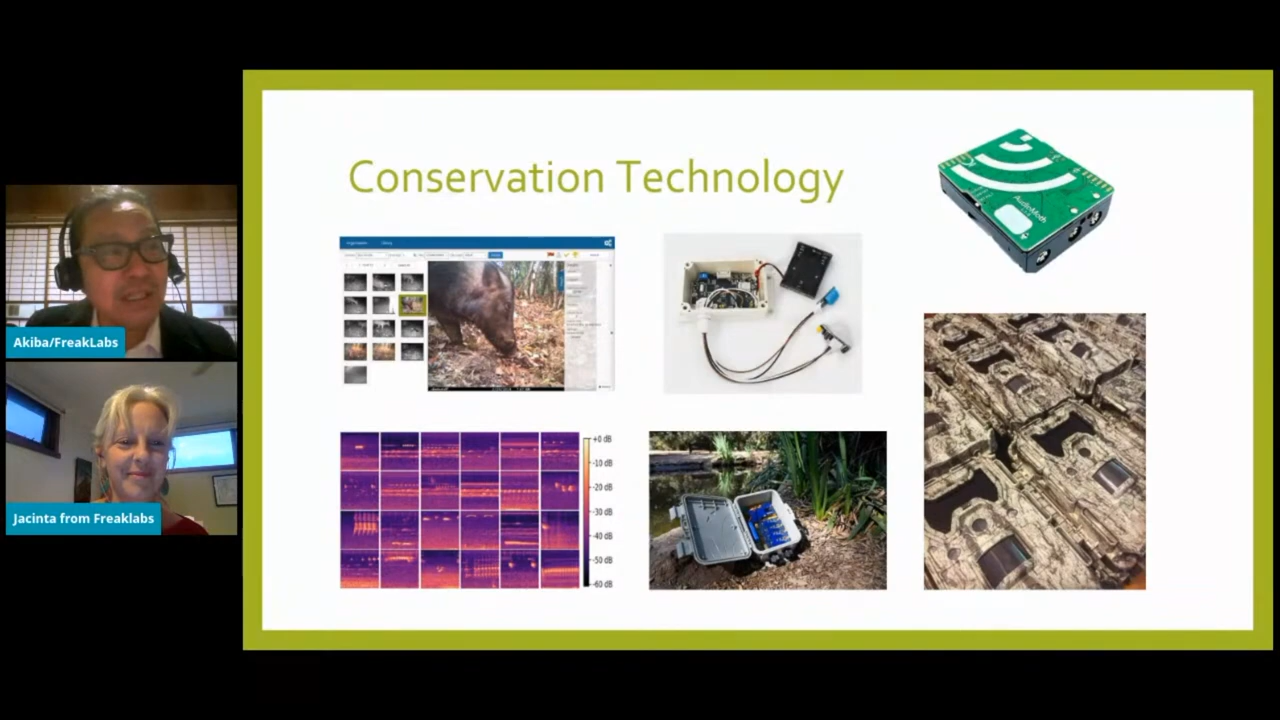 Conservation Technology
AudioMoth
Akiba/FreakLabs
Jacinta from Freaklabs
+0 dB
-10 dB
-20 dB
-30 dB
-40 dB
-50 dB
-60 dB